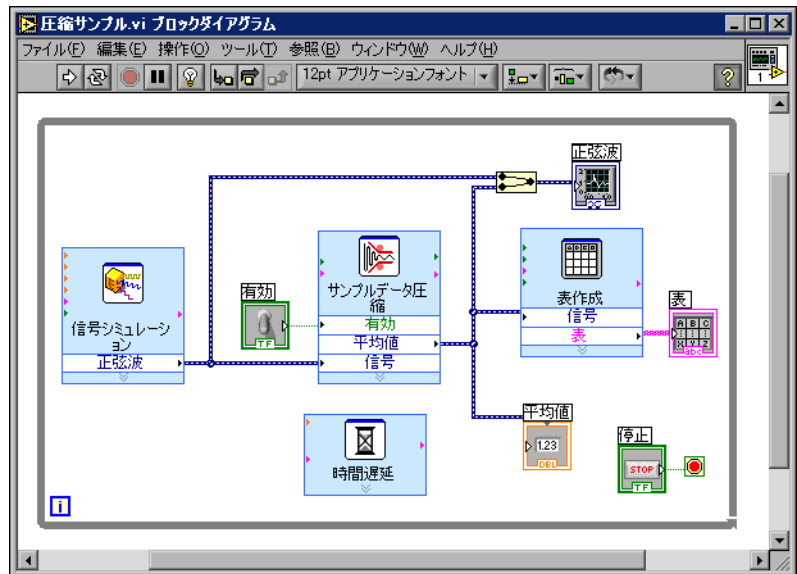 圧縮サンプル.vi ブロックダイアグラム
ファイル(F) 編集(E) 操作(O) ツール(T) 参照(B) ウィンドウ(W) ヘルプ(H)
12pt アプリケーションフォント
?
1
正弦波
信号シミュレーシ
ョン
正弦波
有効
TF
サンプルデータ圧
縮
有効
平均値
信号
表作成
信号
表
表
A B C
X Y Z
abc
時間遅延
平均値
1.23
DBL
停止
STOP
TF
i